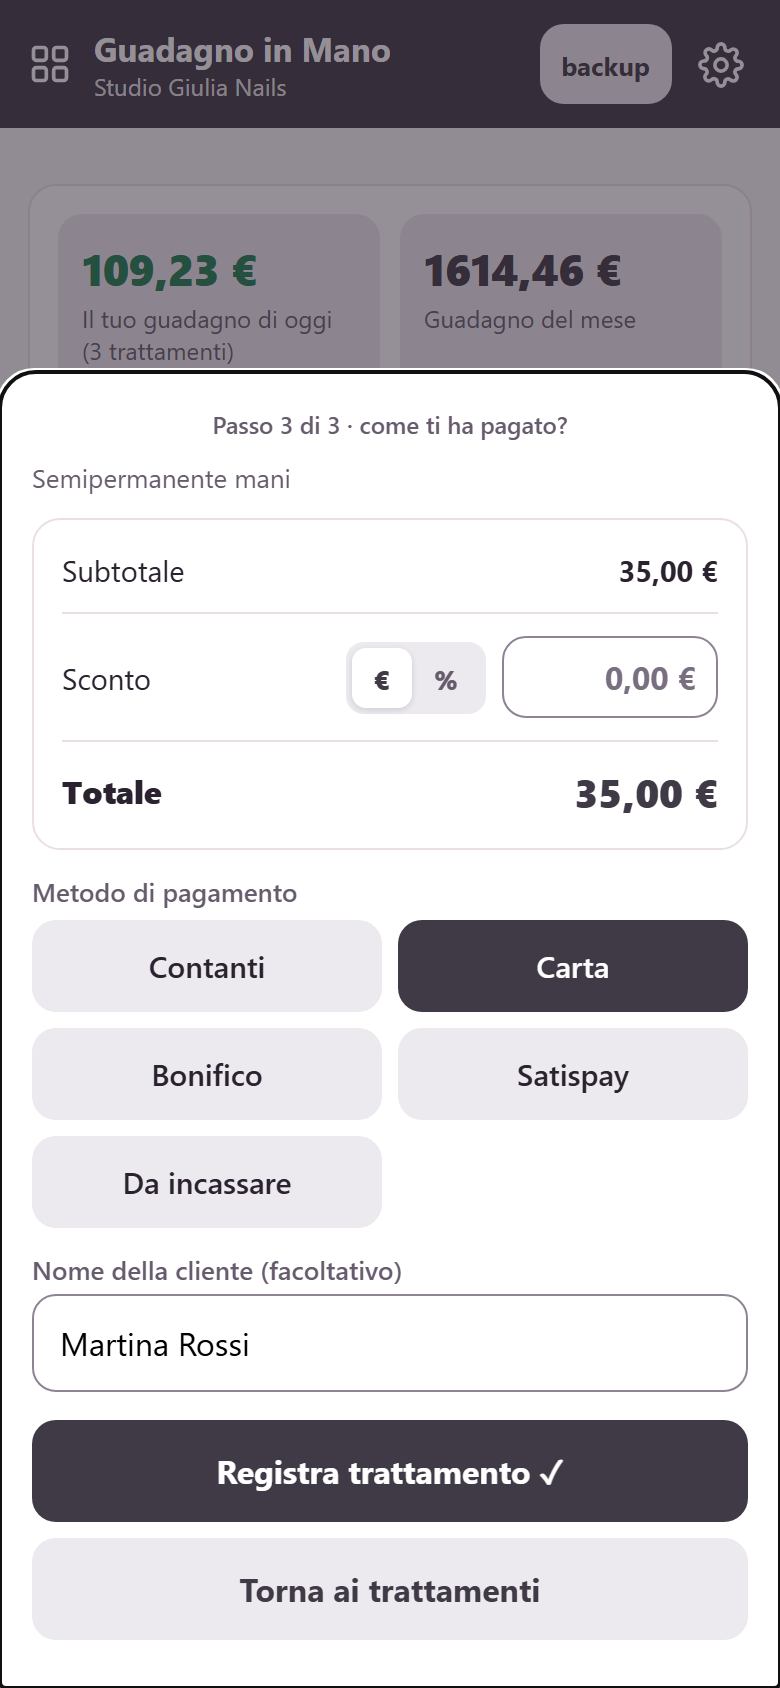 Guadagno in Mano
Studio Giulia Nails
backup
109,23 €
Il tuo guadagno di oggi
(3 trattamenti)
1614,46 €
Guadagno del mese
Passo 3 di 3 · come ti ha pagato?
Semipermanente mani
Subtotale 35,00 €
Sconto € % 0,00 €
Totale 35,00 €
Metodo di pagamento
Contanti Carta
Bonifico Satispay
Da incassare
Nome della cliente (facoltativo)
Martina Rossi
Registra trattamento ✓
Torna ai trattamenti